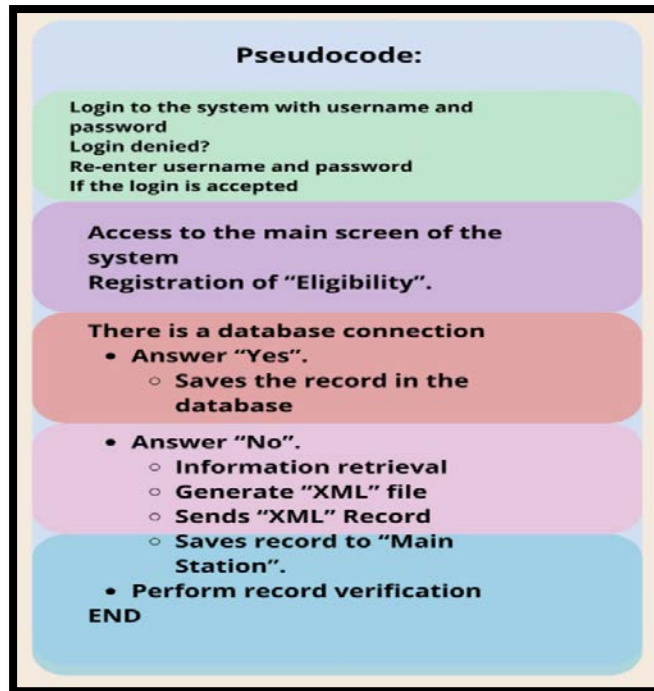 Pseudocode:
Login to the system with username and
password
Login denied?
Re-enter username and password
If the login is accepted
Access to the main screen of the
system
Registration of “Eligibility”.
There is a database connection
• Answer “Yes”.
○ Saves the record in the
database
• Answer “No”.
○ Information retrieval
○ Generate “XML” file
○ Sends “XML” Record
○ Saves record to “Main
Station”.
• Perform record verification
END